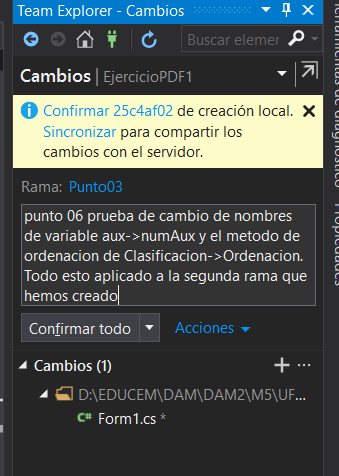 Team Explorer - Cambios
Buscar elemer
Cambios | EjercicioPDF1
Confirmar 25c4af02 de creación local.
Sincronizar para compartir los
cambios con el servidor.
Rama: Punto03
punto 06 prueba de cambio de nombres
de variable aux->numAux y el metodo de
ordenacion de Clasificacion->Ordenacion.
Todo esto aplicado a la segunda rama que
hemos creado
Confirmar todo
Acciones
Cambios (1)
D:\EDUCEM\DAM\DAM2\M5\UF...
C# Form1.cs *
de diagnóstico
Propiedades